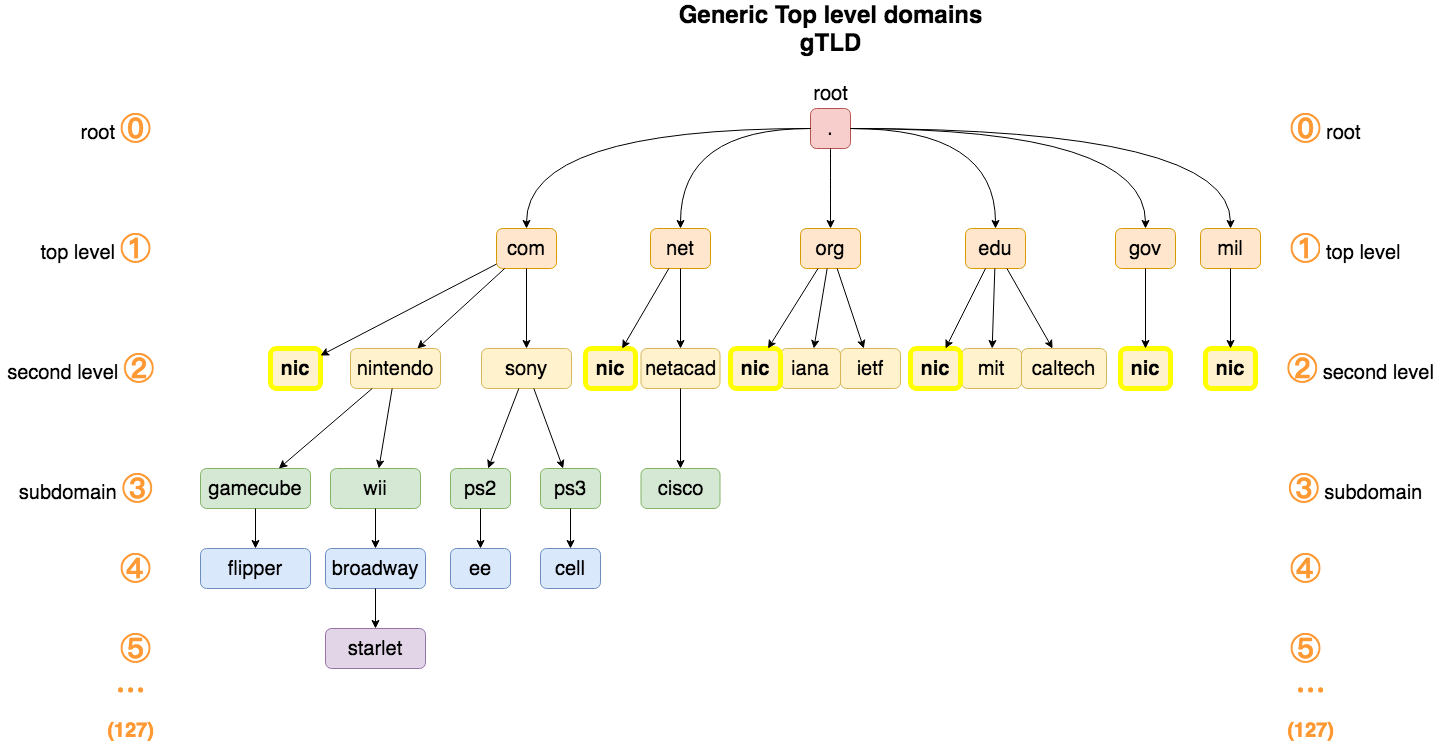 Generic Top level domains
gTLD
root
root ⓪ . ⓪ root
top level ① com net org edu gov mil ① top level
second level ② nic nintendo sony nic netacad nic iana ietf nic mit caltech nic nic ② second level
subdomain ③ gamecube wii ps2 ps3 cisco ③ subdomain
④ flipper broadway ee cell ④
⑤ starlet ⑤
... ...
(127) (127)